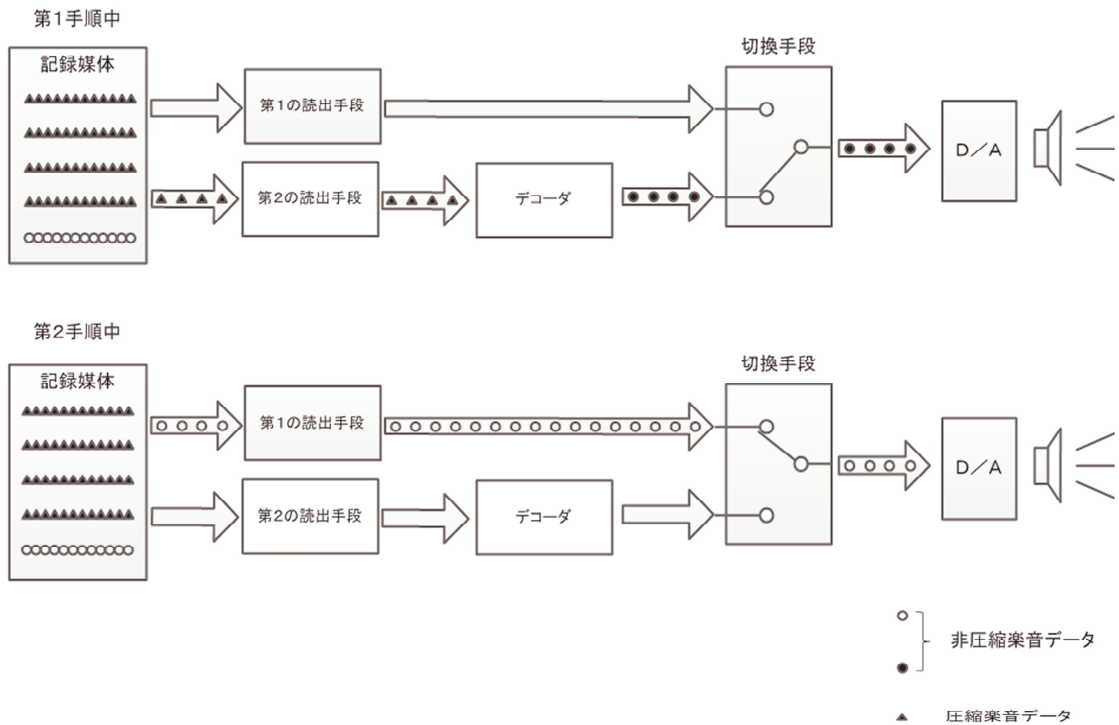 第1手順中
記録媒体
第1の読出手段
第2の読出手段
デコーダ
切換手段
D/A
第2手順中
記録媒体
第1の読出手段
第2の読出手段
デコーダ
切換手段
D/A
非圧縮楽音データ
圧縮楽音データ